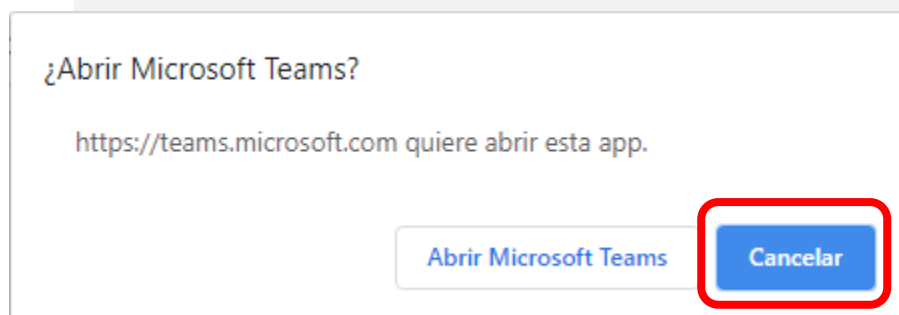 ¿Abrir Microsoft Teams?
https://teams.microsoft.com quiere abrir esta app.
Abrir Microsoft Teams Cancelar